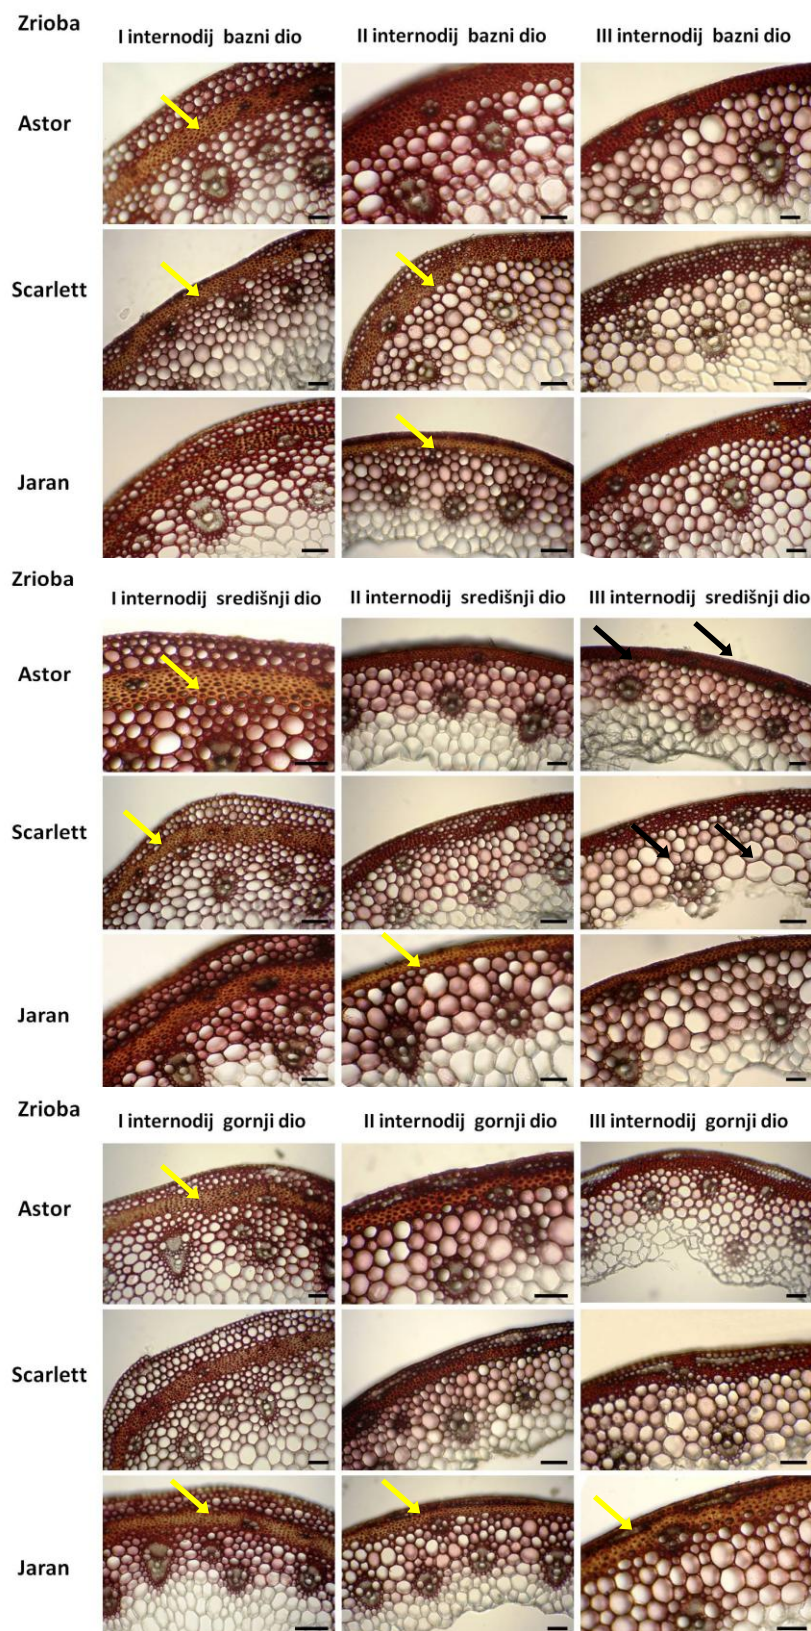 Zrioba
I internodij bazni dio II internodij bazni dio III internodij bazni dio
Astor
Scarlett
Jaran
Zrioba
I internodij središnji dio II internodij središnji dio III internodij središnji dio
Astor
Scarlett
Jaran
Zrioba
I internodij gornji dio II internodij gornji dio III internodij gornji dio
Astor
Scarlett
Jaran